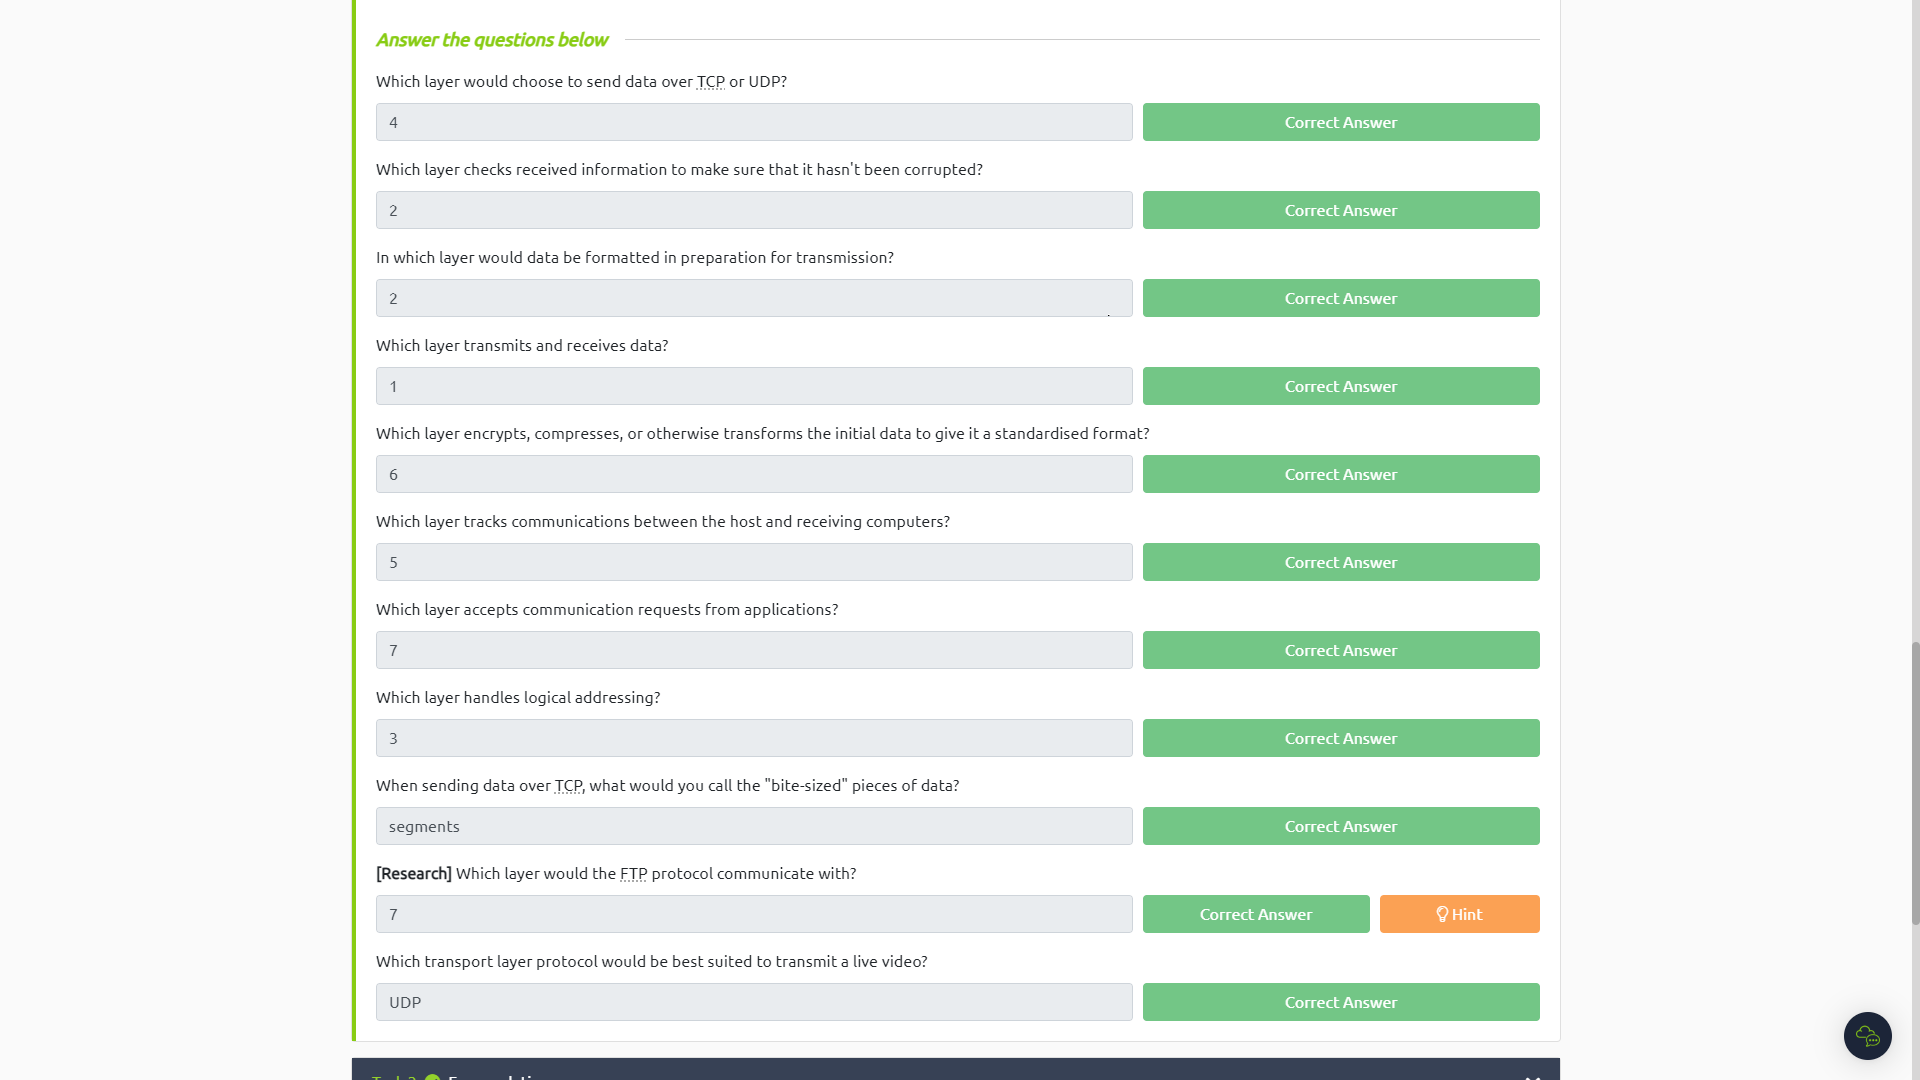 Answer the questions below
Which layer would choose to send data over TCP or UDP?
4
Correct Answer
Which layer checks received information to make sure that it hasn't been corrupted?
2
Correct Answer
In which layer would data be formatted in preparation for transmission?
2
Correct Answer
Which layer transmits and receives data?
1
Correct Answer
Which layer encrypts, compresses, or otherwise transforms the initial data to give it a standardised format?
6
Correct Answer
Which layer tracks communications between the host and receiving computers?
5
Correct Answer
Which layer accepts communication requests from applications?
7
Correct Answer
Which layer handles logical addressing?
3
Correct Answer
When sending data over TCP, what would you call the "bite-sized" pieces of data?
segments
Correct Answer
[Research] Which layer would the FTP protocol communicate with?
7
Correct Answer
Hint
Which transport layer protocol would be best suited to transmit a live video?
UDP
Correct Answer